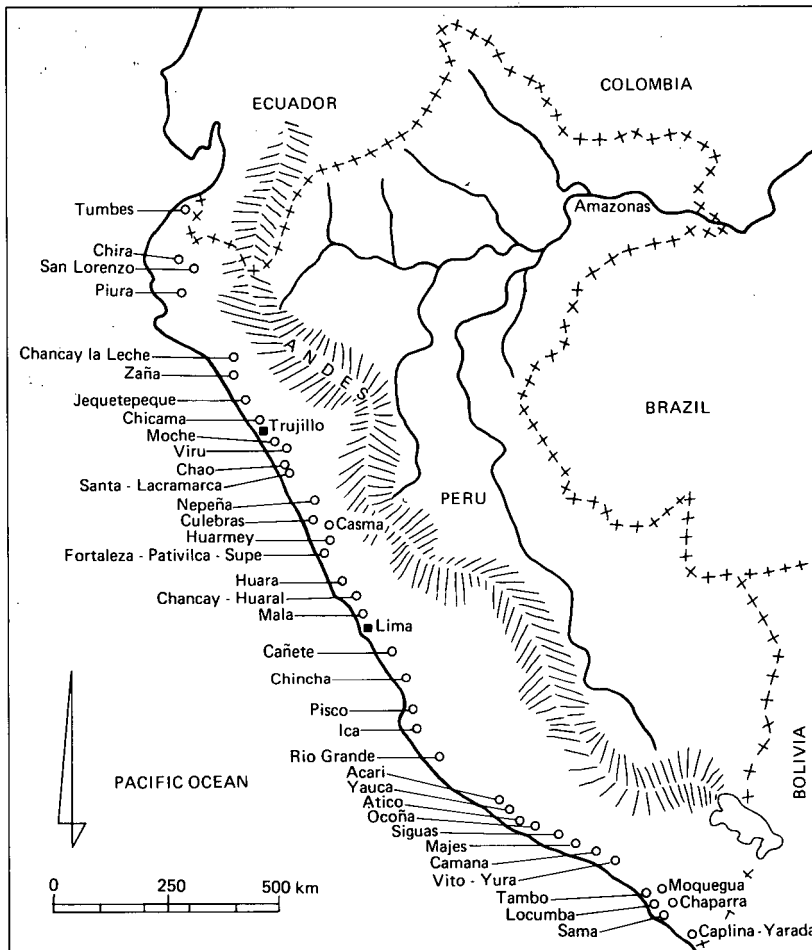 COLOMBIA
ECUADOR
Amazonas
Tumbes
Chira
San Lorenzo
Piura
Chancay la Leche
Zaña
ANDES
Jequetepeque
BRAZIL
Chicama
Trujillo
Moche
Viru
Chao
Santa - Lacramarca
PERU
Nepeña
Culebras
Casma
Huarmey
Fortaleza - Pativilca - Supe
Huara
Chancay - Huaral
Mala
Lima
Cañete
Chincha
Pisco
Ica
Rio Grande
BOLIVIA
PACIFIC OCEAN
Acari
Yauca
Atico
Ocoña
Siguas
Majes
Camana
Vito - Yura
0 250 500 km
Moquegua
Tambo
Chaparra
Locumba
Sama
Caplina - Yarada